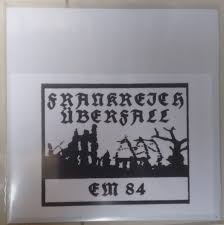 FRANKREICH
ÜBERFALL
EM 84